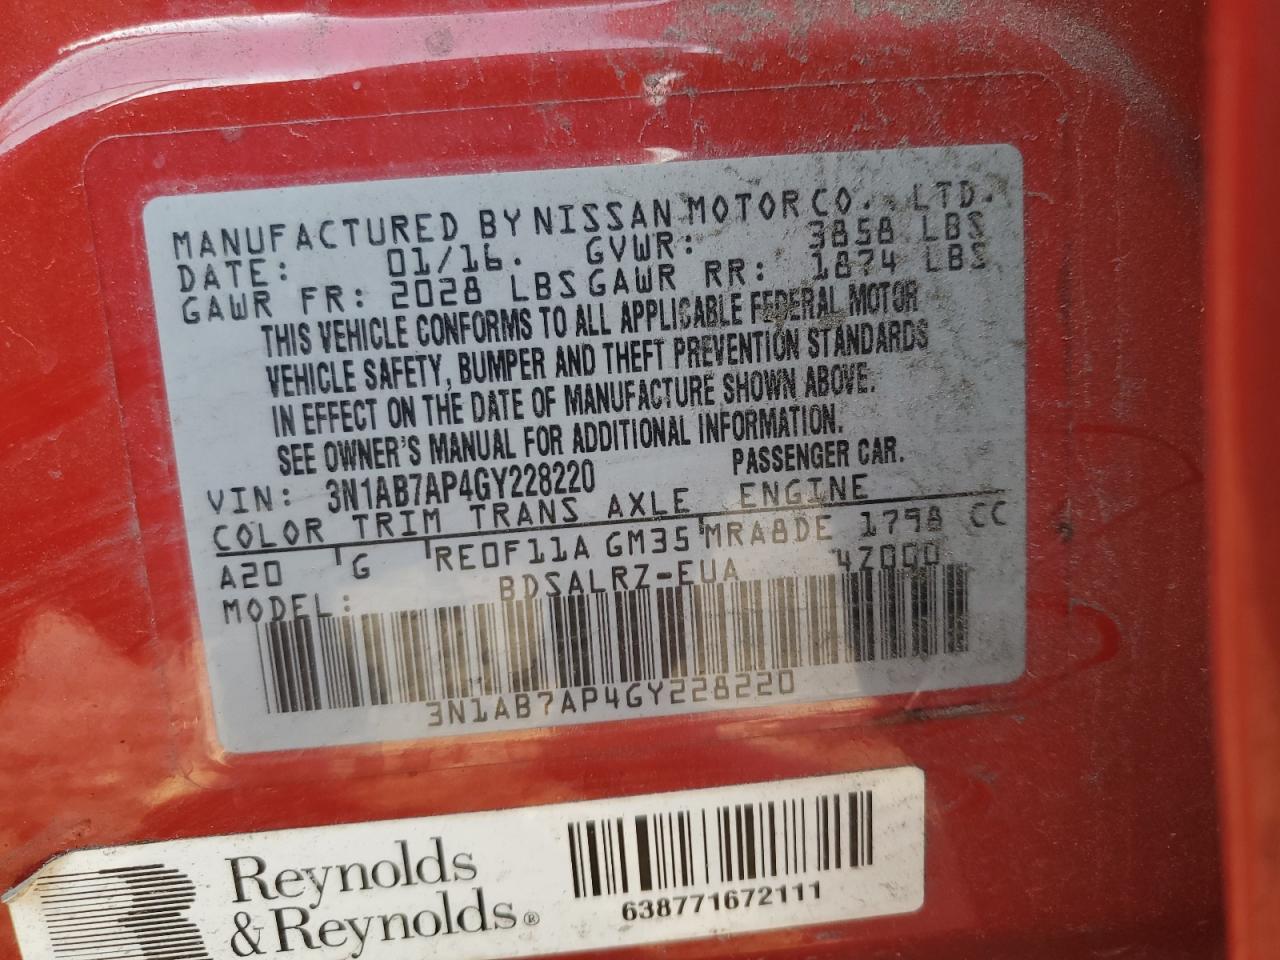 MANUFACTURED BY NISSAN MOTOR CO., LTD.
DATE: 01/16. GVWR: 3858 LBS
GAWR FR: 2028 LBS GAWR RR: 1874 LBS
THIS VEHICLE CONFORMS TO ALL APPLICABLE FEDERAL MOTOR
VEHICLE SAFETY, BUMPER AND THEFT PREVENTION STANDARDS
IN EFFECT ON THE DATE OF MANUFACTURE SHOWN ABOVE.
SEE OWNER'S MANUAL FOR ADDITIONAL INFORMATION.
VIN: 3N1AB7AP4GY228220 PASSENGER CAR.
COLOR TRIM TRANS AXLE ENGINE
A20 G RE0F11A GM35 MRA8DE 1798 CC
MODEL: BDSALRZ-EUA 4Z000
3N1AB7AP4GY228220
Reynolds
&Reynolds®
638771672111